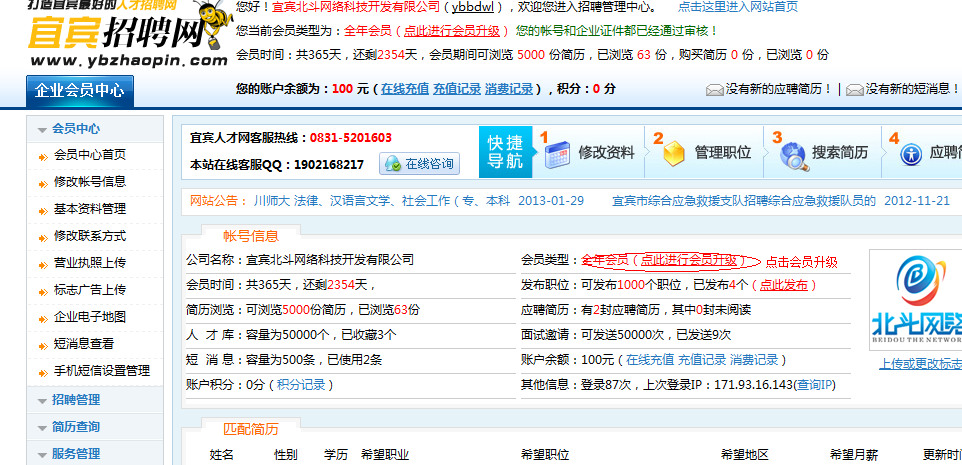 打造宜宾最好的人才招聘网
宜宾招聘网
www.ybzhaopin.com
您好！宜宾北斗网络科技开发有限公司（ybbdwl），欢迎您进入招聘管理中心。 点击这里进入网站首页
您当前会员类型为：全年会员（点此进行会员升级） 您的帐号和企业证件都已经通过审核！
会员时间：共365天，还剩2354天，会员期间可浏览 5000 份简历，已浏览 63 份，购买简历 0 份，已浏览 0 份
企业会员中心
您的账户余额为：100 元（在线充值 充值记录 消费记录），积分：0 分
没有新的应聘简历！ | 没有新的短消息！
会员中心
会员中心首页
修改帐号信息
基本资料管理
修改联系方式
营业执照上传
标志广告上传
企业电子地图
短消息查看
手机短信设置管理
招聘管理
简历查询
服务管理
宜宾人才网客服热线：0831-5201603
本站在线客服QQ：1902168217 在线咨询
快捷导航
1 修改资料
2 管理职位
3 搜索简历
4 应聘
网站公告： 川师大 法律、汉语言文学、社会工作（专、本科 2013-01-29 宜宾市综合应急救援支队招聘综合应急救援队员的 2012-11-21
帐号信息
公司名称：宜宾北斗网络科技开发有限公司
会员类型：全年会员（点此进行会员升级） 点击会员升级
会员时间：共365天，还剩2354天，
发布职位：可发布1000个职位，已发布4个（点此发布）
简历浏览：可浏览5000份简历，已浏览63份
应聘简历：有2封应聘简历，其中0封未阅读
人 才 库：容量为50000个，已收藏3个
面试邀请：可发送50000次，已发送9次
短 消 息：容量为500条，已使用2条
账户余额：100元（在线充值 充值记录 消费记录）
账户积分：0分（积分记录）
其他信息：登录87次，上次登录IP：171.93.16.143(查询IP)
北斗网络
BEIDOU THE NETWOR
上传或更改标志
匹配简历
姓名 性别 学历 希望职业 希望职位 希望地区 希望月薪 更新时间